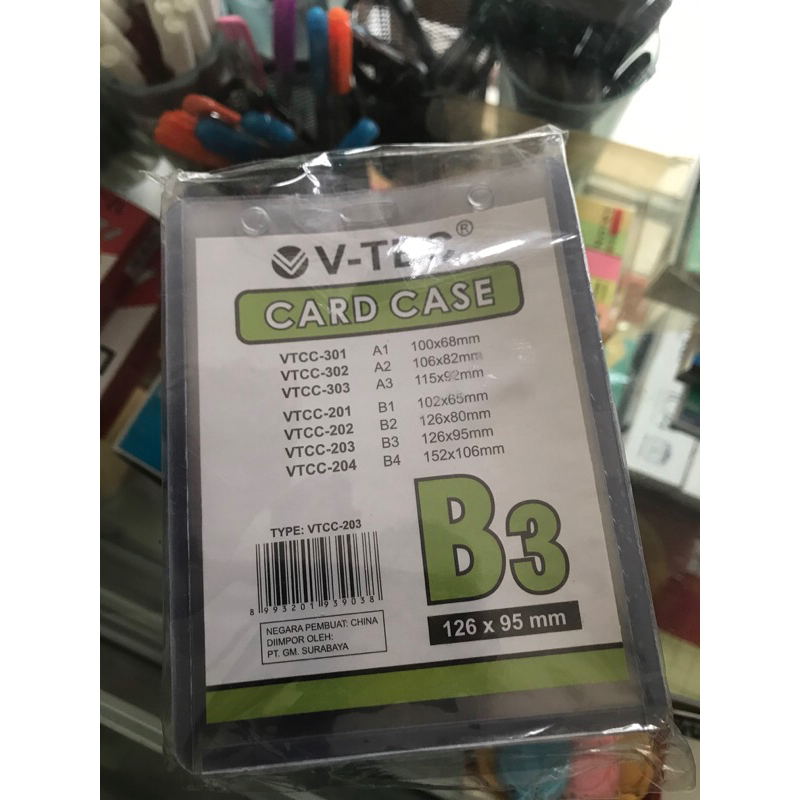 CARD CASE
VTCC-301 A1 100x68mm
VTCC-302 A2 106x82mm
VTCC-303 A3 115x92mm
VTCC-201 B1 102x65mm
VTCC-202 B2 126x80mm
VTCC-203 B3 126x95mm
VTCC-204 B4 152x106mm
B3
126 x 95 mm
TYPE: VTCC-203
8 993201 939038
NEGARA PEMBUAT: CHINA
DIIMPOR OLEH:
PT. GM. SURABAYA